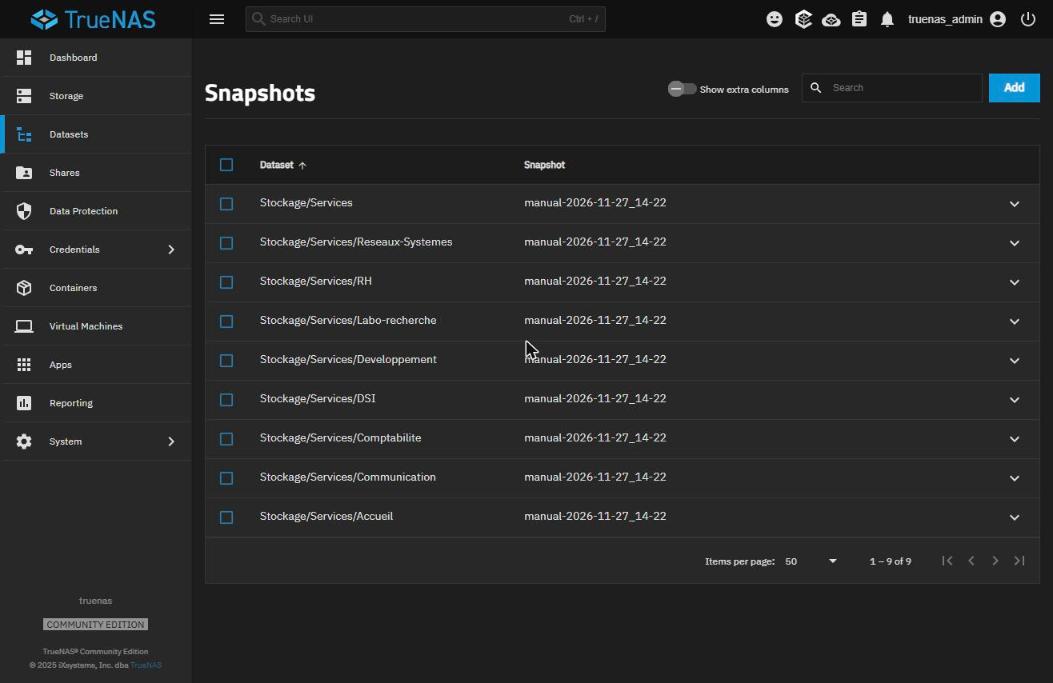 TrueNAS
Search UI
Ctrl + /
truenas_admin
Dashboard
Storage
Datasets
Shares
Data Protection
Credentials
Containers
Virtual Machines
Apps
Reporting
System
truenas
COMMUNITY EDITION
TrueNAS® Community Edition
© 2025 iXsystems, Inc. dba TrueNAS
Snapshots
Show extra columns
Search
Add
Dataset Snapshot
Stockage/Services manual-2026-11-27_14-22
Stockage/Services/Reseaux-Systemes manual-2026-11-27_14-22
Stockage/Services/RH manual-2026-11-27_14-22
Stockage/Services/Labo-recherche manual-2026-11-27_14-22
Stockage/Services/Developpement manual-2026-11-27_14-22
Stockage/Services/DSI manual-2026-11-27_14-22
Stockage/Services/Comptabilite manual-2026-11-27_14-22
Stockage/Services/Communication manual-2026-11-27_14-22
Stockage/Services/Accueil manual-2026-11-27_14-22
Items per page: 50 1 – 9 of 9